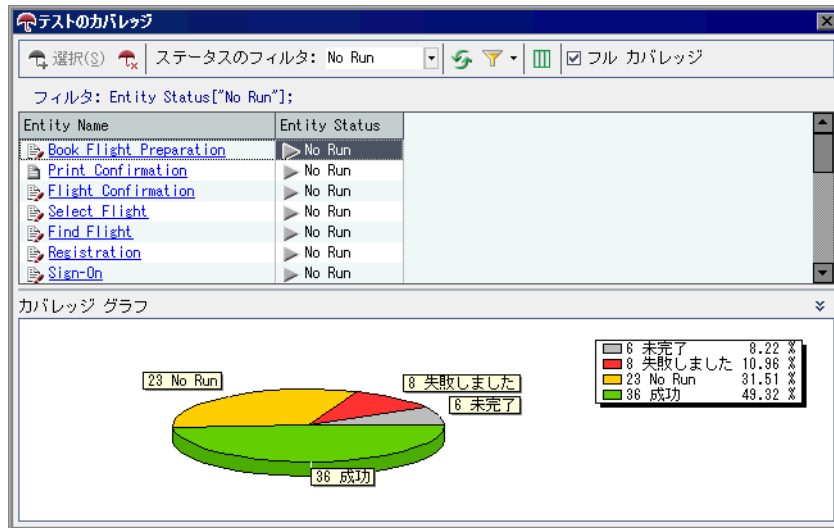 テストのカバレッジ
選択(S) ステータスのフィルタ: No Run フル カバレッジ
フィルタ: Entity Status["No Run"];
Entity Name Entity Status
Book Flight Preparation No Run
Print Confirmation No Run
Flight Confirmation No Run
Select Flight No Run
Find Flight No Run
Registration No Run
Sign-On No Run
カバレッジ グラフ
23 No Run
8 失敗しました
6 未完了
36 成功
6 未完了 8.22 %
8 失敗しました 10.96 %
23 No Run 31.51 %
36 成功 49.32 %